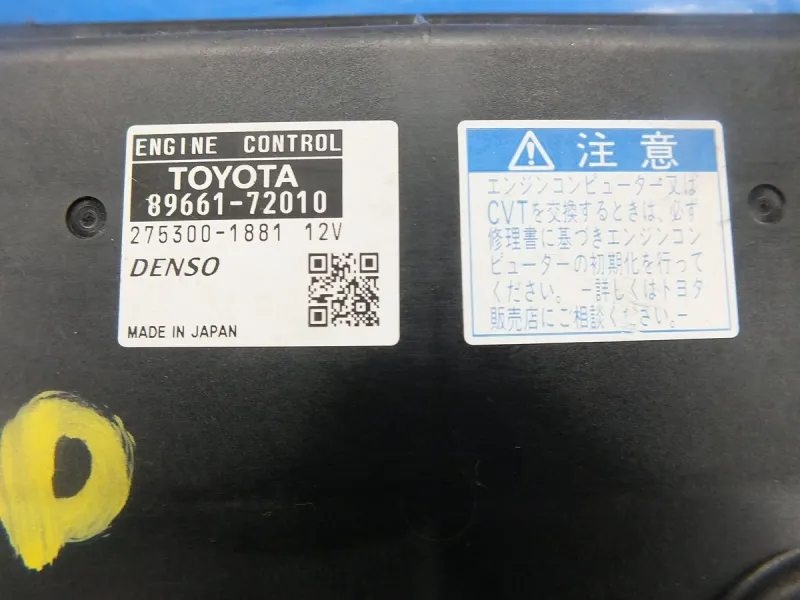 ENGINE CONTROL
TOYOTA
89661-72010
275300-1881 12V
DENSO
MADE IN JAPAN
注意
エンジンコンピューター又は
CVTを交換するときは、必ず
修理書に基づきエンジンコン
ピューターの初期化を行って
ください。-詳しくはトヨタ
販売店にご相談ください。-